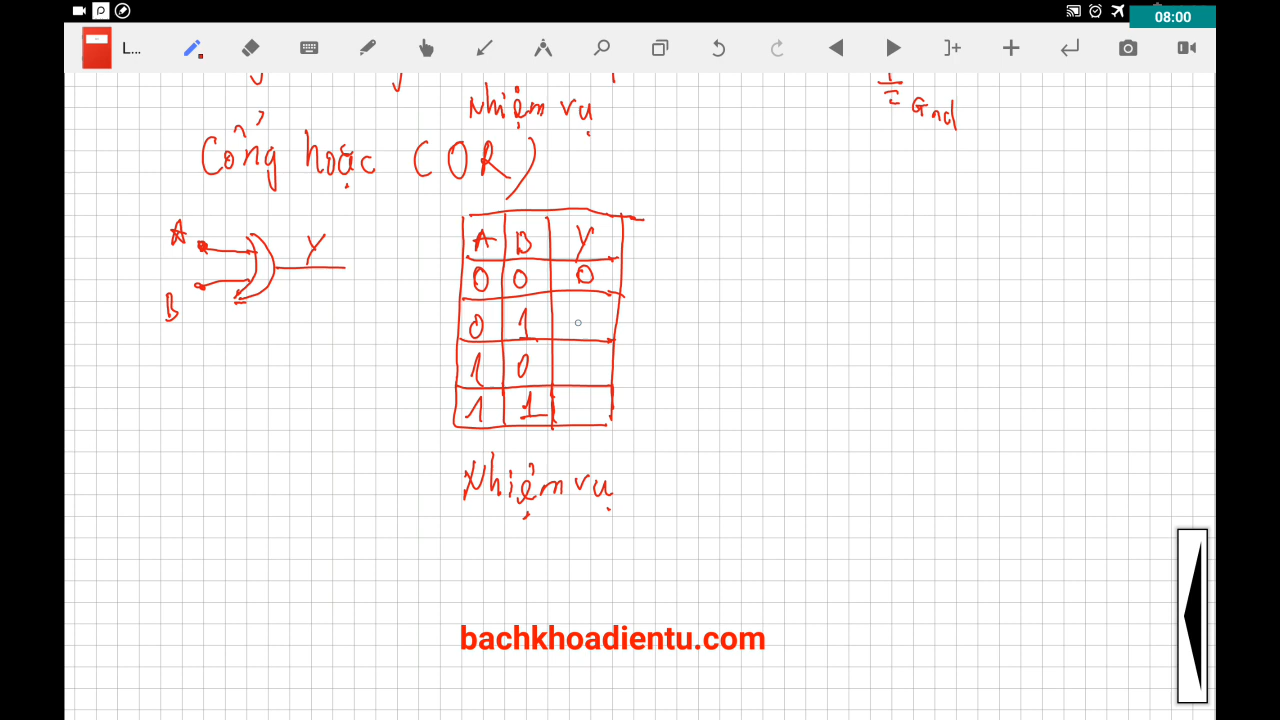 08:00
L...
Nhiệm vụ
Gnd
Cổng hoặc (OR)
A
Y
B
A B Y
0 0 0
0 1
1 0
1 1
Nhiệm vụ
bachkhoadientu.com